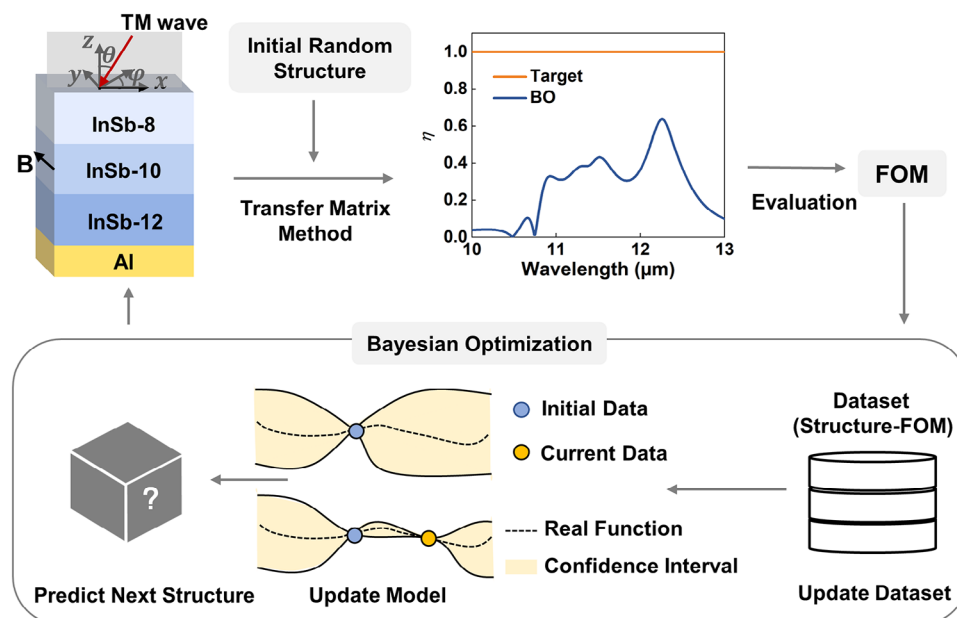 TM wave
z
θ
y
φ
x
InSb-8
B
InSb-10
InSb-12
Al
Initial Random
Structure
Transfer Matrix
Method
η
1.0
0.8
0.6
0.4
0.2
0.0
Target
BO
10
11
12
13
Wavelength (μm)
Evaluation
FOM
Bayesian Optimization
?
Predict Next Structure
Update Model
Initial Data
Current Data
Real Function
Confidence Interval
Dataset
(Structure-FOM)
Update Dataset